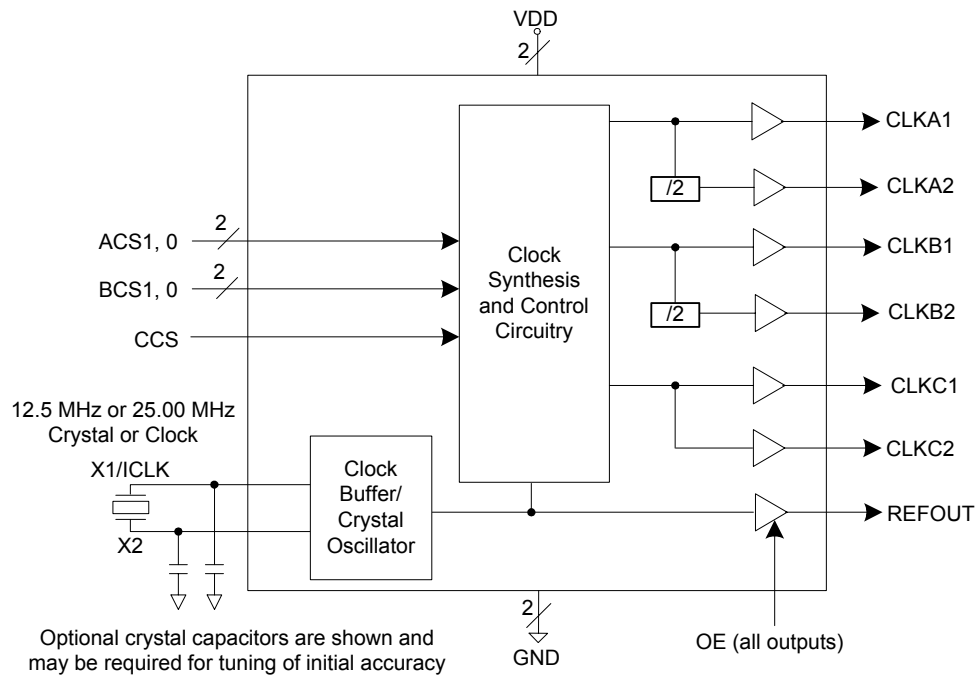 VDD
2
CLKA1
/2
CLKA2
ACS1, 0
2
CLKB1
BCS1, 0
2
Clock
Synthesis
and Control
Circuitry
/2
CLKB2
CCS
CLKC1
12.5 MHz or 25.00 MHz
Crystal or Clock
CLKC2
X1/ICLK
X2
Clock
Buffer/
Crystal
Oscillator
REFOUT
2
GND
OE (all outputs)
Optional crystal capacitors are shown and
may be required for tuning of initial accuracy